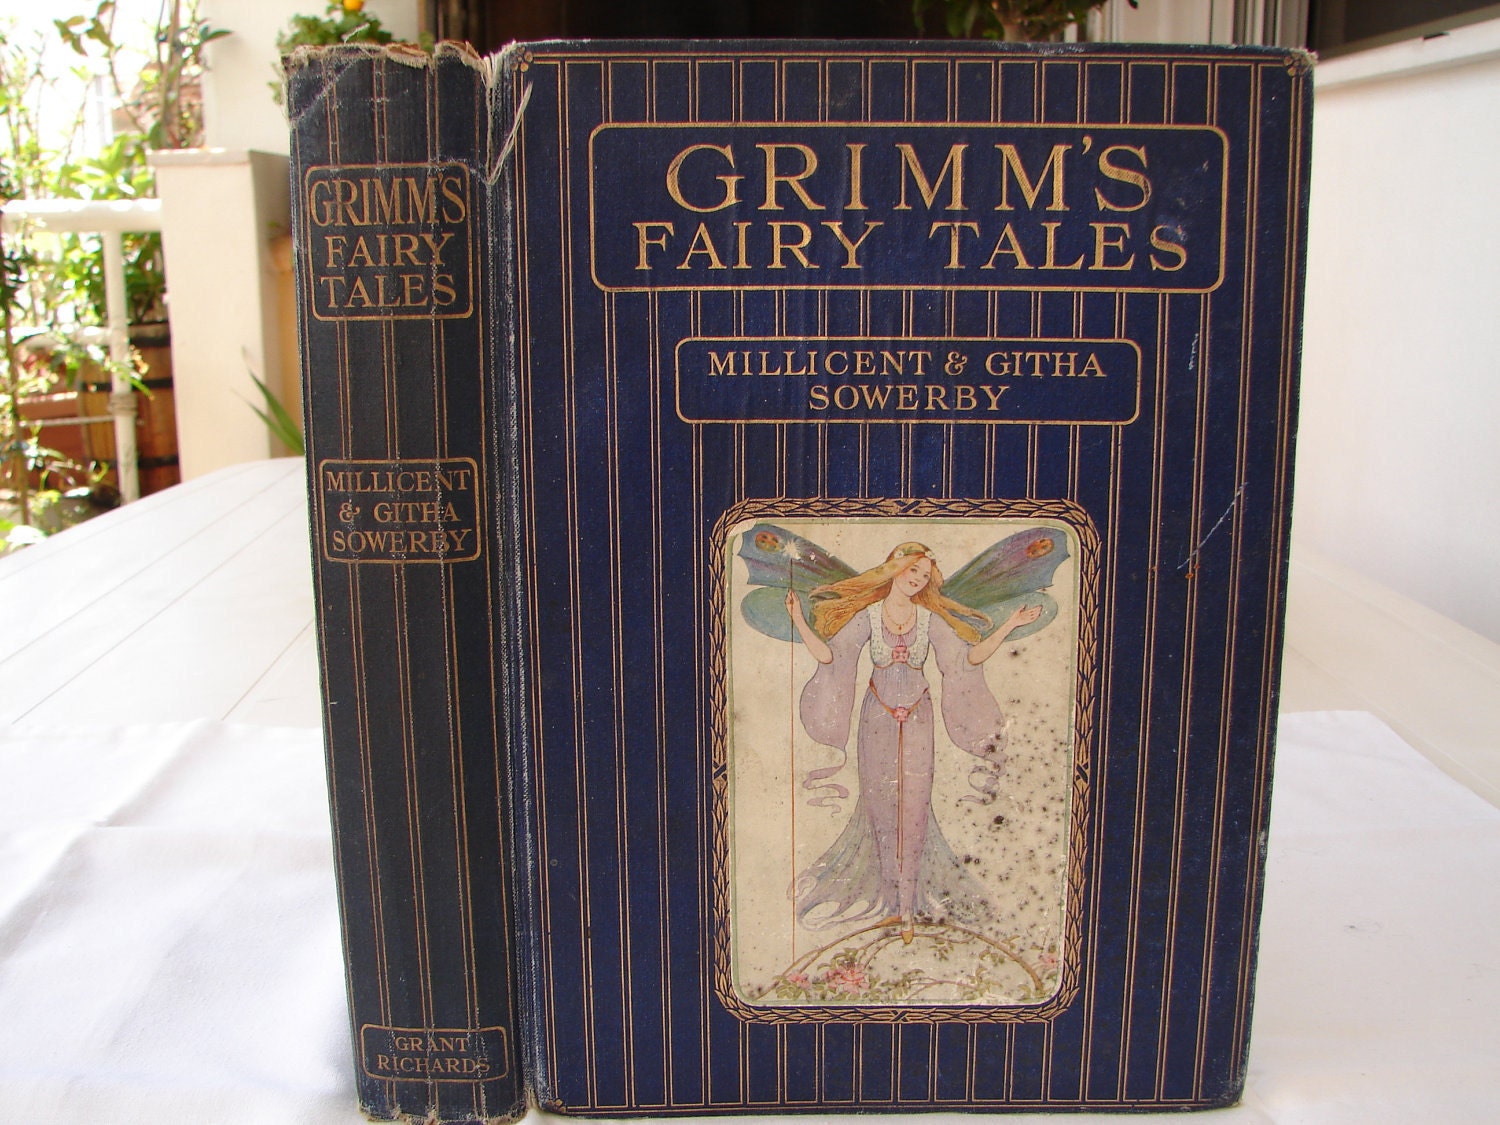 GRIMM'S
FAIRY
TALES
MILLICENT
& GITHA
SOWERBY
GRANT
RICHARDS
GRIMM'S
FAIRY TALES
MILLICENT & GITHA
SOWERBY